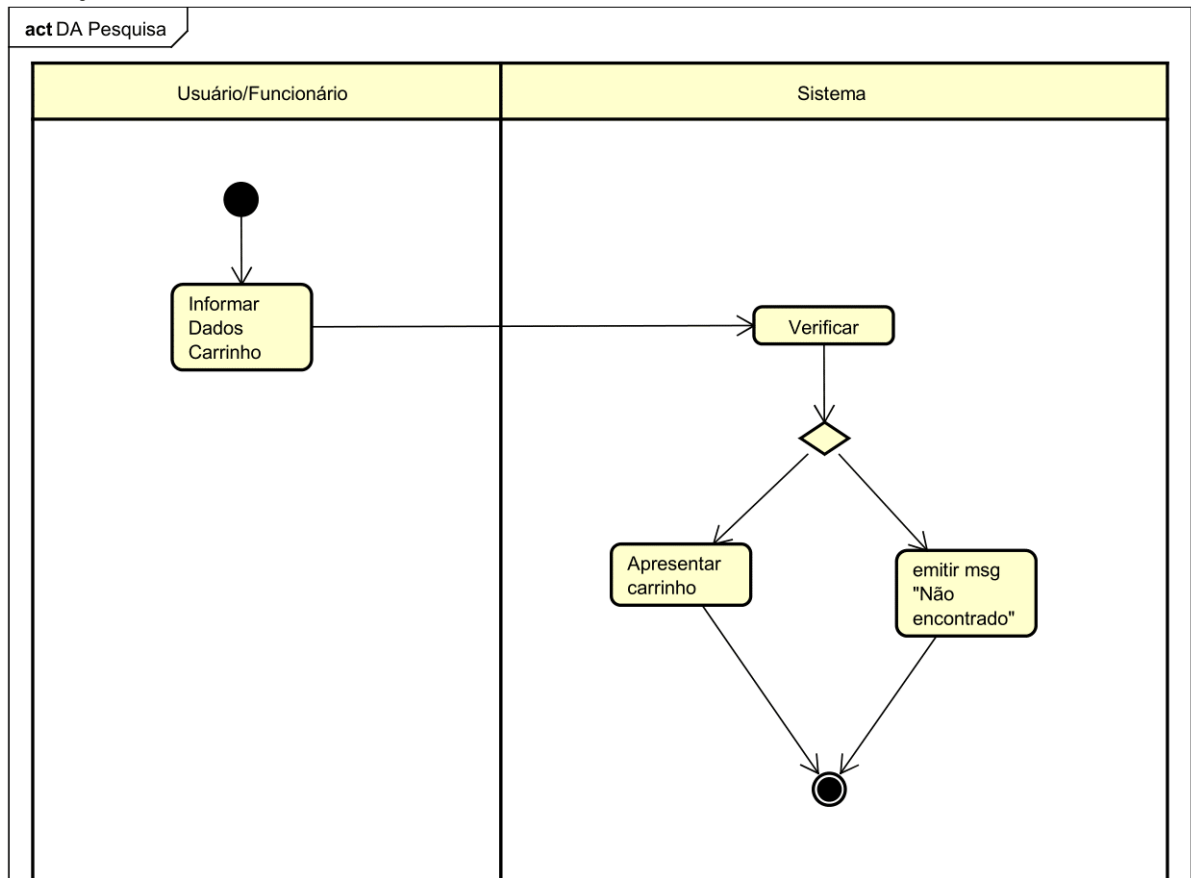 act DA Pesquisa
Usuário/Funcionário
Sistema
Informar
Dados
Carrinho
Verificar
Apresentar
carrinho
emitir msg
"Não
encontrado"